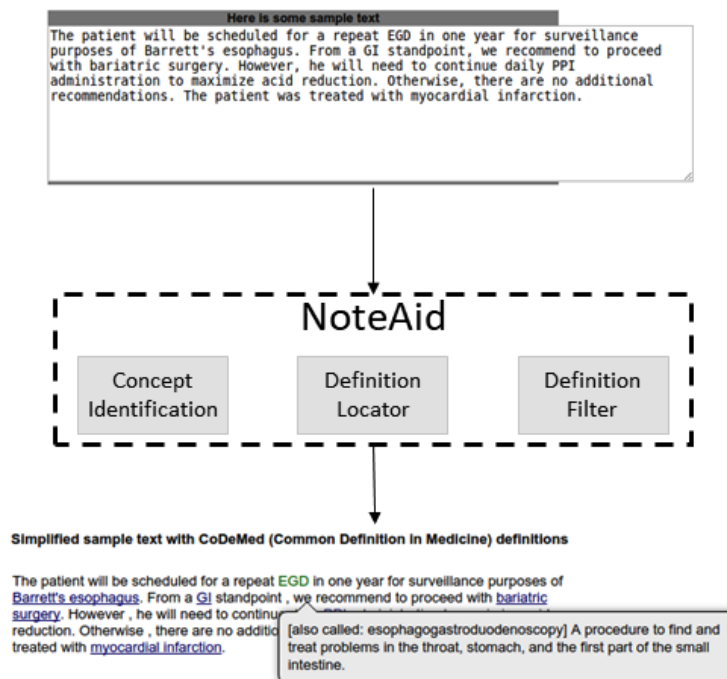 Here is some sample text
The patient will be scheduled for a repeat EGD in one year for surveillance
purposes of Barrett's esophagus. From a GI standpoint, we recommend to proceed
with bariatric surgery. However, he will need to continue daily PPI
administration to maximize acid reduction. Otherwise, there are no additional
recommendations. The patient was treated with myocardial infarction.
NoteAid
Concept
Identification
Definition
Locator
Definition
Filter
Simplified sample text with CoDeMed (Common Definition in Medicine) definitions
The patient will be scheduled for a repeat EGD in one year for surveillance purposes of
Barrett's esophagus. From a GI standpoint , we recommend to proceed with bariatric
surgery. However , he will need to continu
reduction. Otherwise , there are no additio
treated with myocardial infarction.
[also called: esophagogastroduodenoscopy] A procedure to find and
treat problems in the throat, stomach, and the first part of the small
intestine.